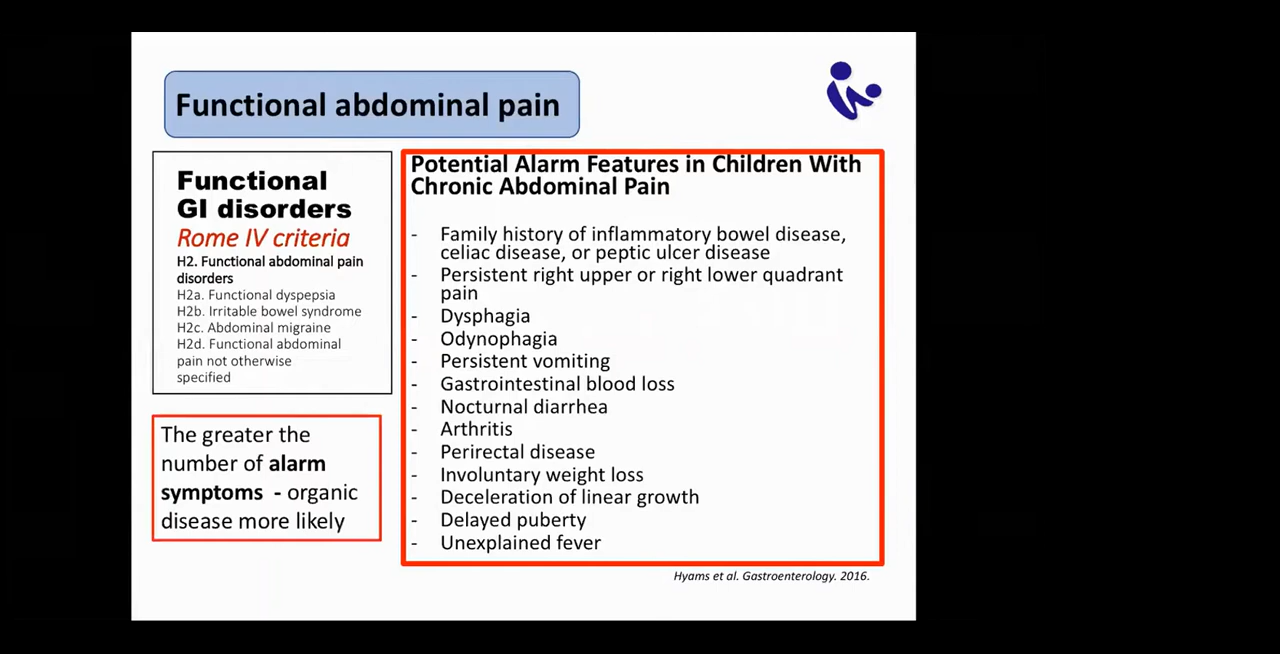 Functional abdominal pain
Functional
GI disorders
Rome IV criteria
H2. Functional abdominal pain
disorders
H2a. Functional dyspepsia
H2b. Irritable bowel syndrome
H2c. Abdominal migraine
H2d. Functional abdominal
pain not otherwise
specified
The greater the
number of alarm
symptoms - organic
disease more likely
Potential Alarm Features in Children With
Chronic Abdominal Pain
- Family history of inflammatory bowel disease,
celiac disease, or peptic ulcer disease
- Persistent right upper or right lower quadrant
pain
- Dysphagia
- Odynophagia
- Persistent vomiting
- Gastrointestinal blood loss
- Nocturnal diarrhea
- Arthritis
- Perirectal disease
- Involuntary weight loss
- Deceleration of linear growth
- Delayed puberty
- Unexplained fever
Hyams et al. Gastroenterology. 2016.